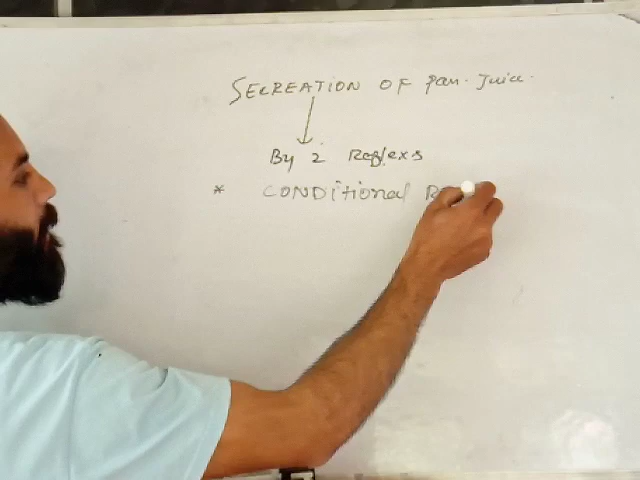 SECREATION OF Pan. Juice.
By 2 Reflexs
* CONDitional R